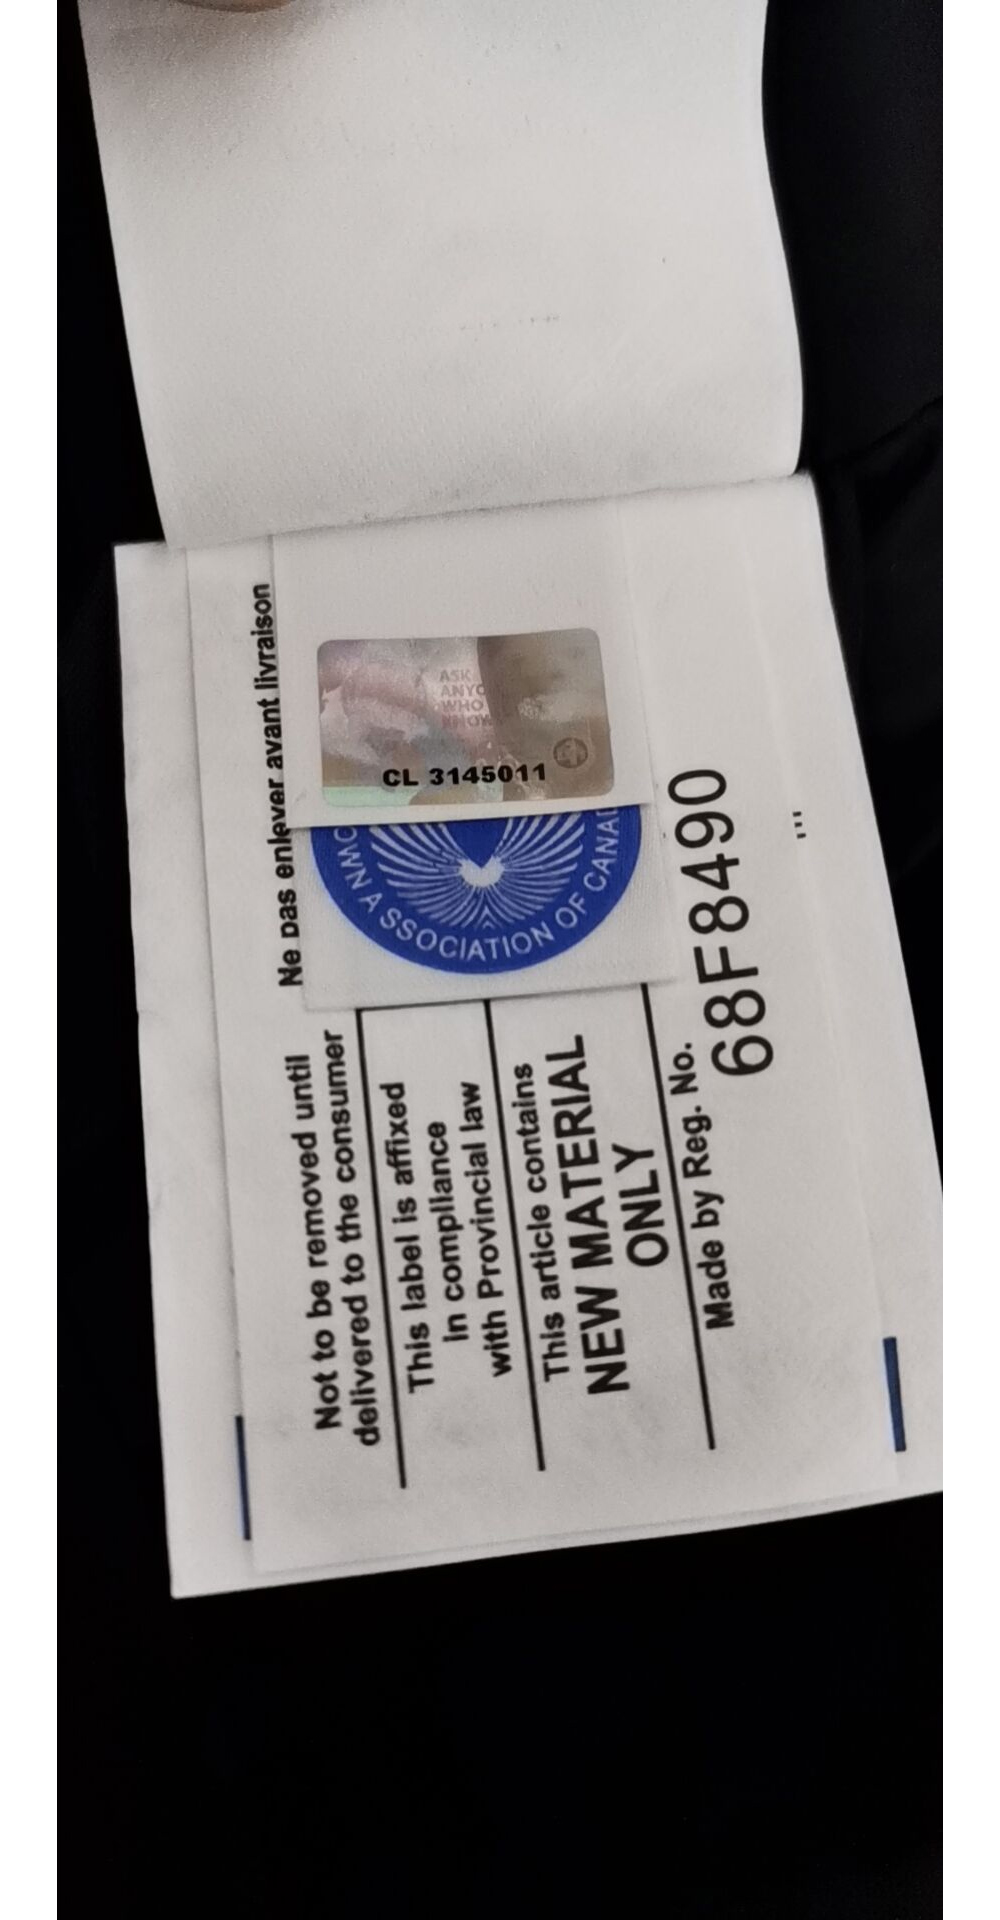 Ne pas enlever avant livraison
ASK
WHO
CL 3145011
ASSOCIATION OF
Not to be removed until
delivered to the consumer
This label is affixed
in compliance
with Provincial law
This article contains
NEW MATERIAL
ONLY
Made by Reg. No.
68F8490